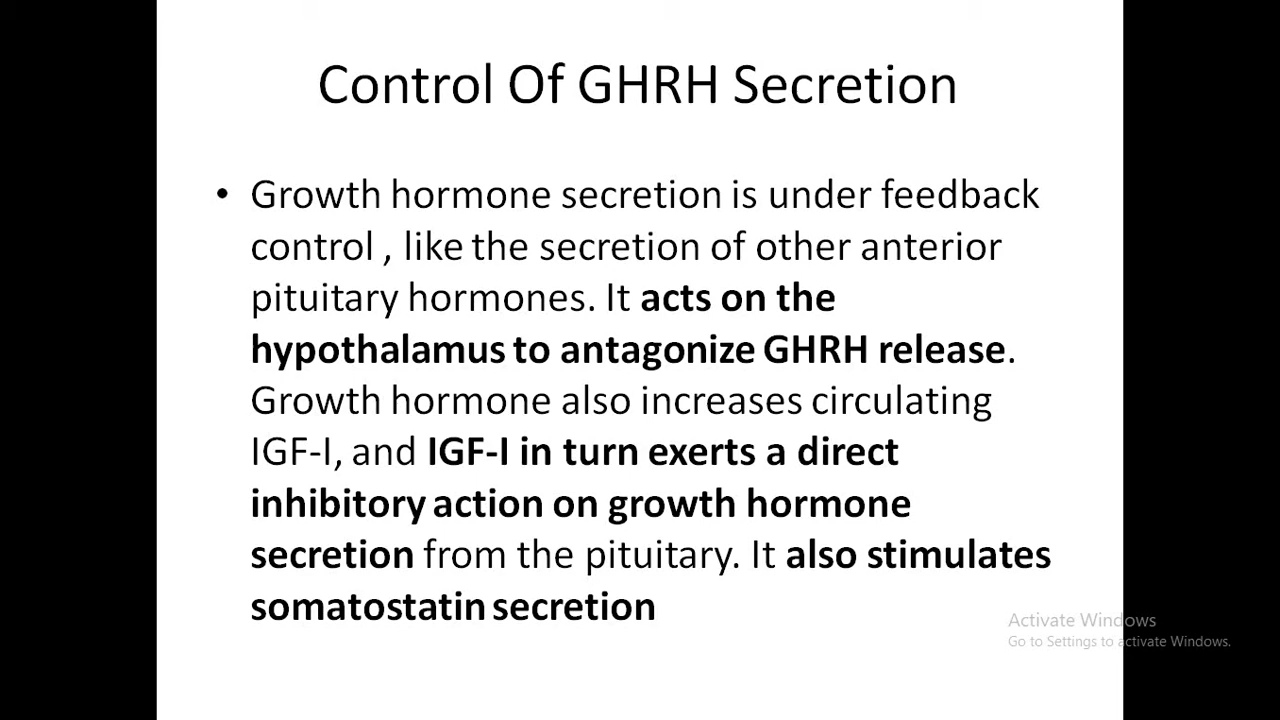 Control Of GHRH Secretion
• Growth hormone secretion is under feedback
control , like the secretion of other anterior
pituitary hormones. It acts on the
hypothalamus to antagonize GHRH release.
Growth hormone also increases circulating
IGF-I, and IGF-I in turn exerts a direct
inhibitory action on growth hormone
secretion from the pituitary. It also stimulates
somatostatin secretion
Activate Windows
Go to Settings to activate Windows.